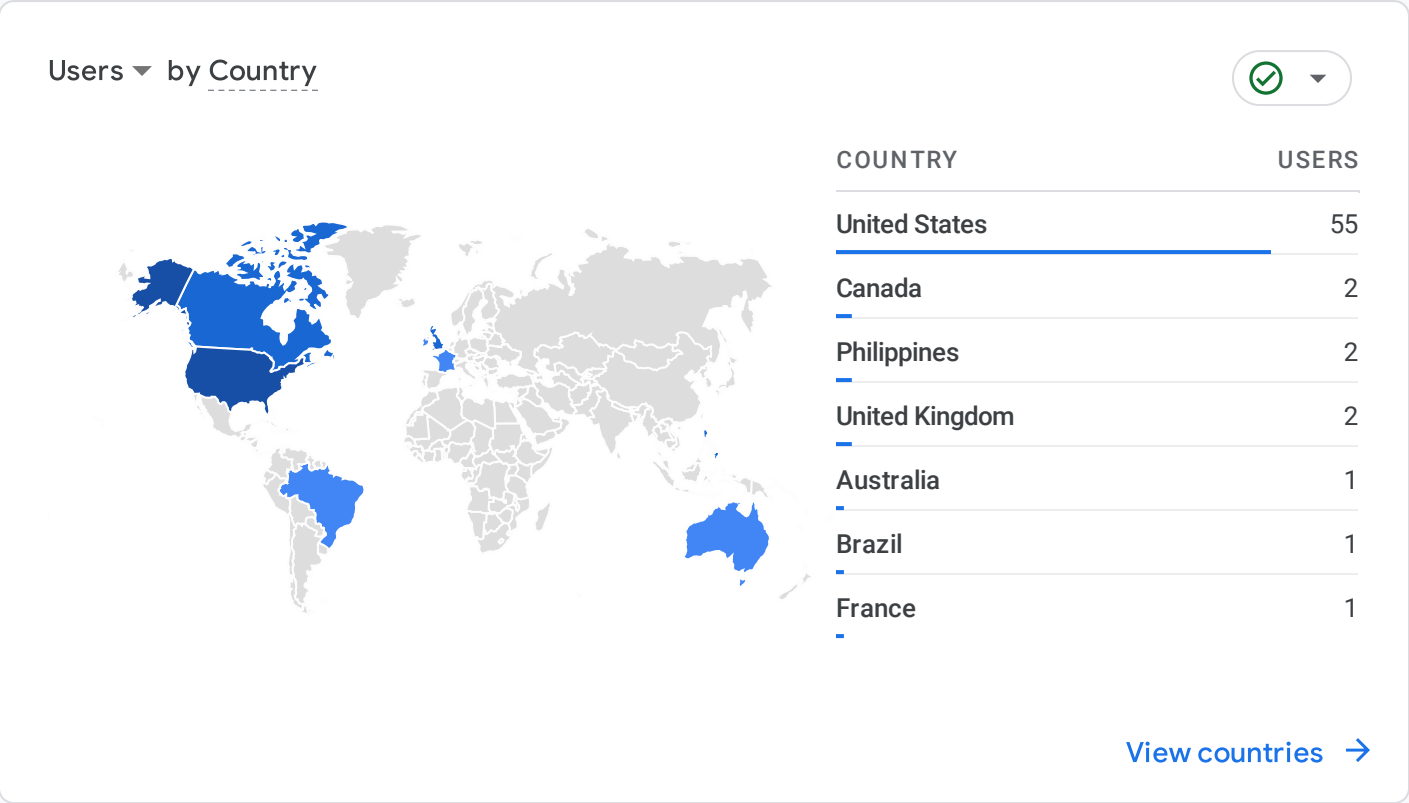 Users by Country
COUNTRY USERS
United States 55
Canada 2
Philippines 2
United Kingdom 2
Australia 1
Brazil 1
France 1
View countries